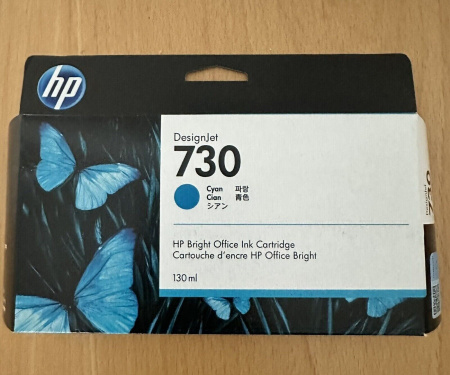 hp
DesignJet
730
Cyan 파랑
Cian 青色
シアン
HP Bright Office Ink Cartridge
Cartouche d'encre HP Office Bright
130 ml